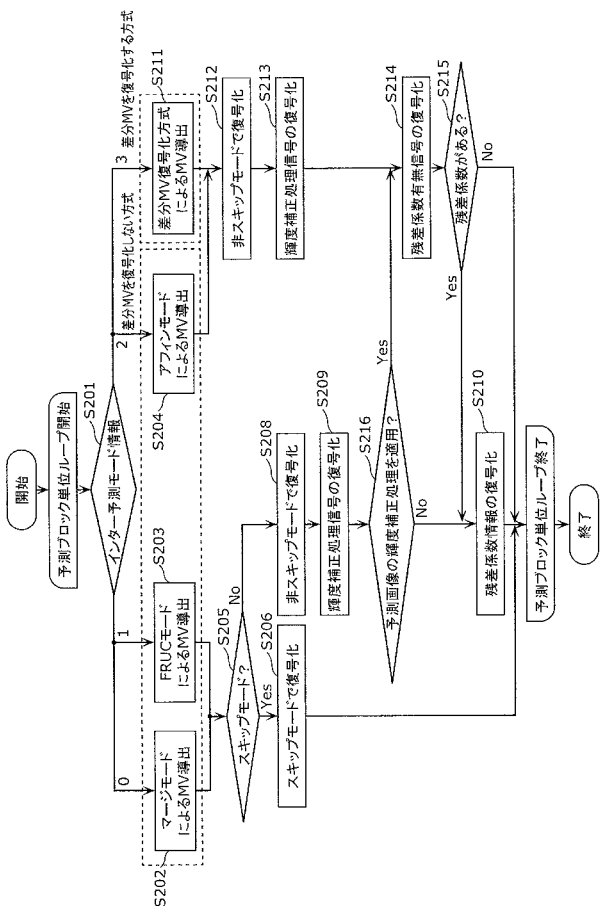 開始
予測ブロック単位ループ開始
S201
インター予測モード情報
0
1
2
3
差分MVを復号化しない方式
差分MVを復号化する方式
S202
マージモード
によるMV導出
S203
FRUCモード
によるMV導出
S204
アフィンモード
によるMV導出
S211
差分MV復号化方式
によるMV導出
S205
スキップモード?
Yes
No
S206
スキップモードで復号化
S208
非スキップモードで復号化
S209
輝度補正処理信号の復号化
S216
予測画像の輝度補正処理を適用?
Yes
No
S212
非スキップモードで復号化
S213
輝度補正処理信号の復号化
S214
残差係数有無信号の復号化
S215
残差係数がある?
Yes
No
S210
残差係数情報の復号化
予測ブロック単位ループ終了
終了